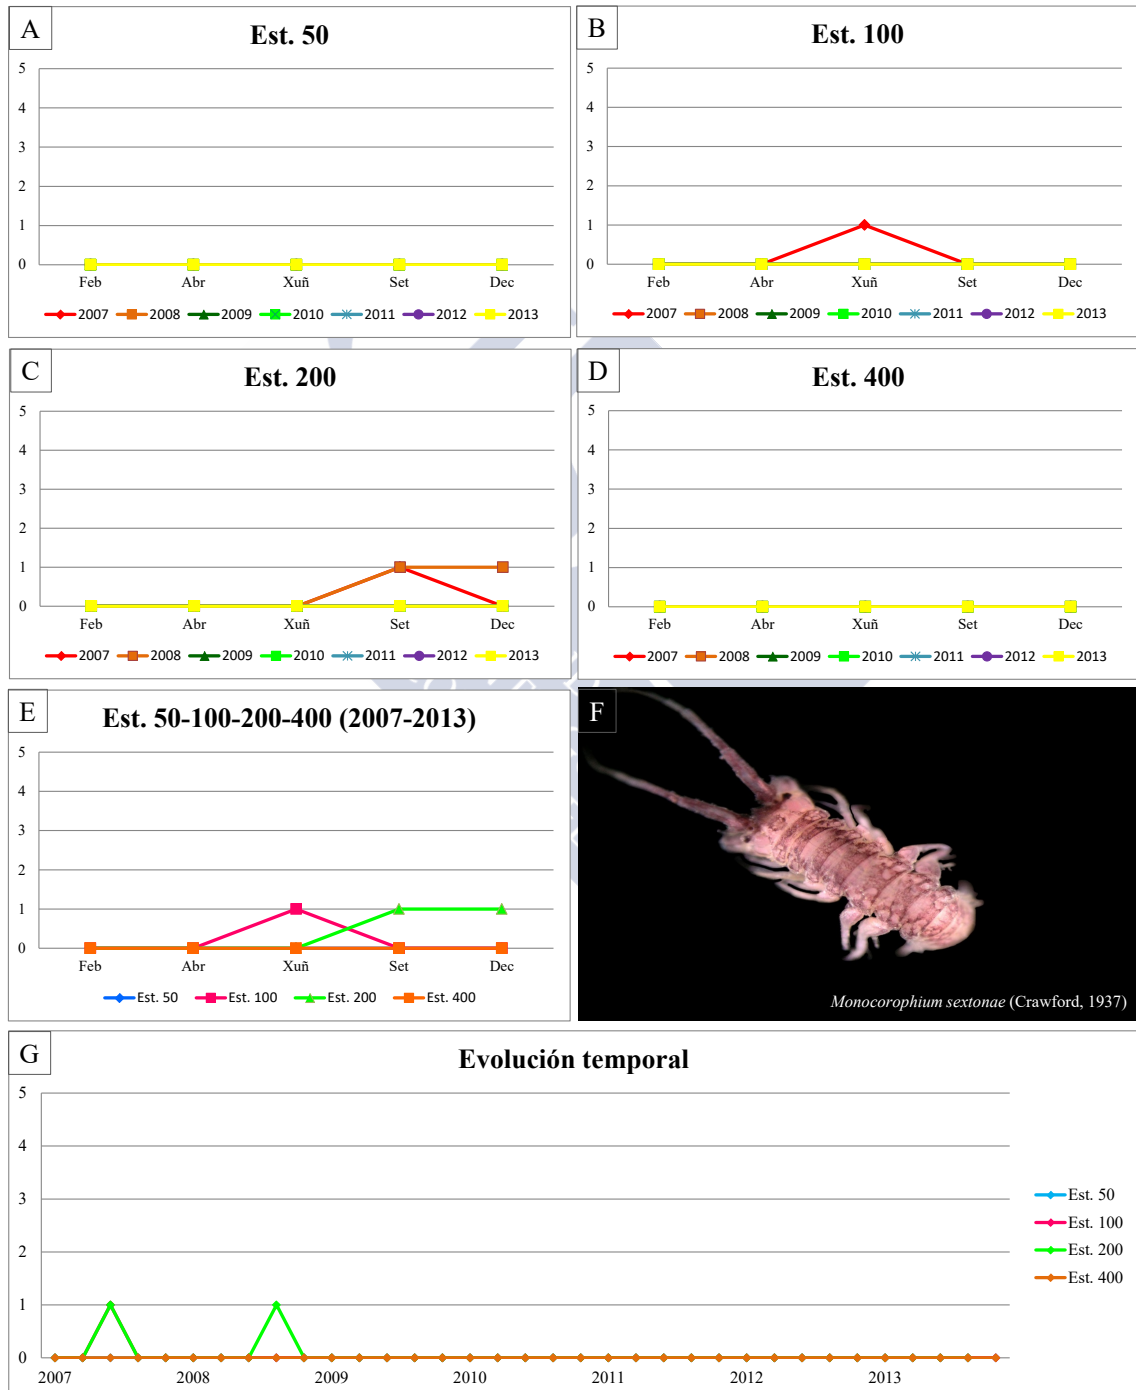 A
Est. 50
5
4
3
2
1
0
Feb Abr Xuñ Set Dec
2007 2008 2009 2010 2011 2012 2013
B
Est. 100
5
4
3
2
1
0
Feb Abr Xuñ Set Dec
2007 2008 2009 2010 2011 2012 2013
C
Est. 200
5
4
3
2
1
0
Feb Abr Xuñ Set Dec
2007 2008 2009 2010 2011 2012 2013
D
Est. 400
5
4
3
2
1
0
Feb Abr Xuñ Set Dec
2007 2008 2009 2010 2011 2012 2013
E
Est. 50-100-200-400 (2007-2013)
5
4
3
2
1
0
Feb Abr Xuñ Set Dec
Est. 50 Est. 100 Est. 200 Est. 400
F
Monocorophium sextonae (Crawford, 1937)
G
Evolución temporal
5
4
3
2
1
0
2007 2008 2009 2010 2011 2012 2013
Est. 50
Est. 100
Est. 200
Est. 400